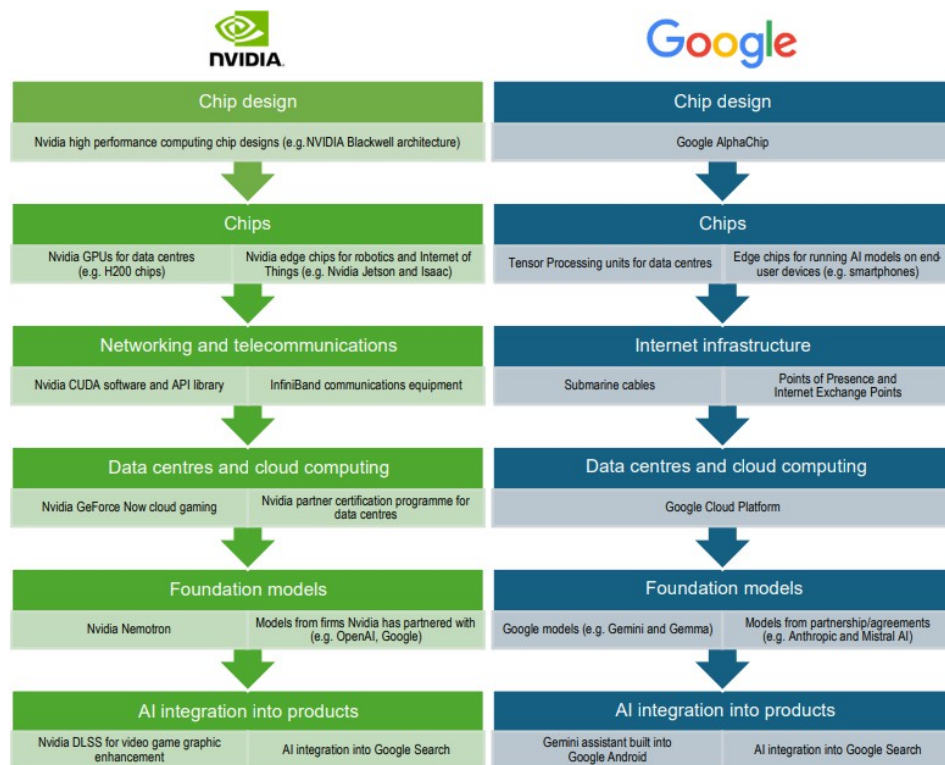 NVIDIA.
Google
Chip design
Nvidia high performance computing chip designs (e.g. NVIDIA Blackwell architecture)
Chip design
Google AlphaChip
Chips
Nvidia GPUs for data centres
(e.g. H200 chips)
Nvidia edge chips for robotics and Internet of
Things (e.g. Nvidia Jetson and Isaac)
Chips
Tensor Processing units for data centres
Edge chips for running AI models on end-
user devices (e.g. smartphones)
Networking and telecommunications
Nvidia CUDA software and API library
InfiniBand communications equipment
Internet infrastructure
Submarine cables
Points of Presence and
Internet Exchange Points
Data centres and cloud computing
Nvidia GeForce Now cloud gaming
Nvidia partner certification programme for
data centres
Data centres and cloud computing
Google Cloud Platform
Foundation models
Nvidia Nemotron
Models from firms Nvidia has partnered with
(e.g. OpenAI, Google)
Foundation models
Google models (e.g. Gemini and Gemma)
Models from partnership/agreements
(e.g. Anthropic and Mistral AI)
AI integration into products
Nvidia DLSS for video game graphic
enhancement
AI integration into Google Search
AI integration into products
Gemini assistant built into
Google Android
AI integration into Google Search